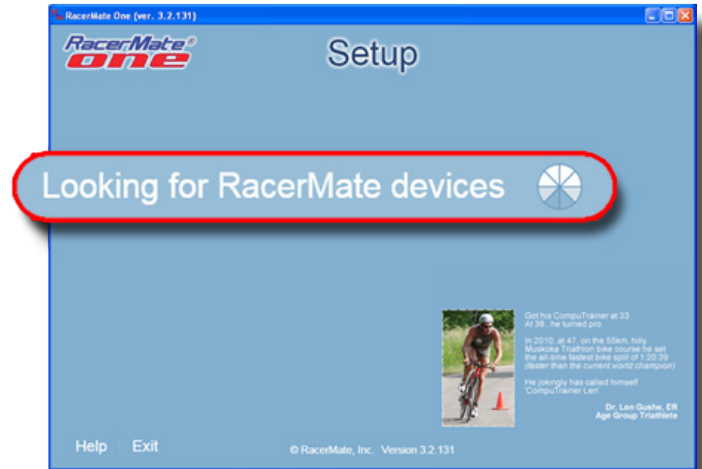 RacerMate One (ver. 3.2.131)
RacerMate®
one
Setup
Looking for RacerMate devices
Got his CompuTrainer at 33
At 38...he turned pro.
In 2010, at 47, on the 55km, hilly
Muskoka Triathlon bike course he set
the all-time fastest bike split of 1:20:39
(faster than the current world champion)
He jokingly has called himself
'CompuTrainer Len'.
Dr. Len Gushe, ER
Age Group Triathlete
Help
Exit
© RacerMate, Inc. Version 3.2.131